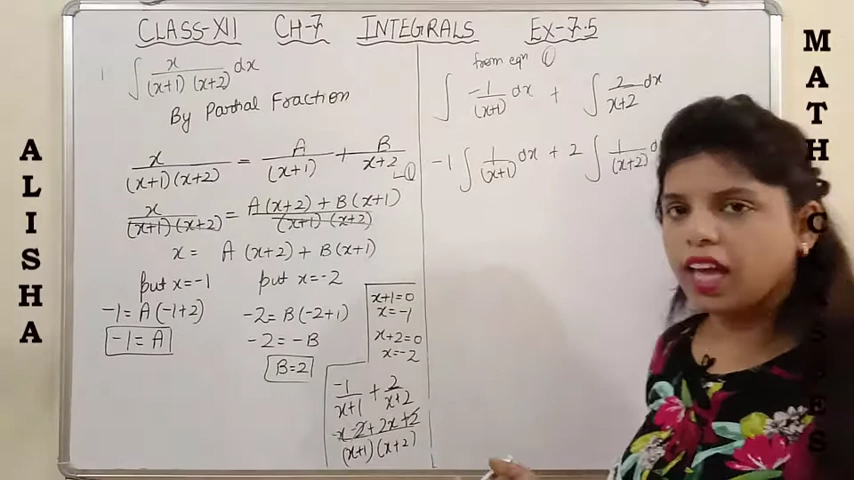 CLASS-XII CH-7 INTEGRALS EX-7.5
1 ∫ x/((x+1)(x+2)) dx
By Partial Fraction
x/((x+1)(x+2)) = A/(x+1) + B/(x+2) —①
x/((x+1)(x+2)) = (A(x+2) + B(x+1))/((x+1)(x+2))
x = A(x+2) + B(x+1)
put x=-1 put x=-2
-1 = A(-1+2) -2 = B(-2+1)
-1 = A -2 = -B
B=2
x+1=0
x=-1
x+2=0
x=-2
-1/(x+1) + 2/(x+2)
(-x-2+2x+2)/((x+1)(x+2))
from eqn ①
∫ -1/(x+1) dx + ∫ 2/(x+2) dx
-1 ∫ 1/(x+1) dx + 2 ∫ 1/(x+2) d
ALISHA